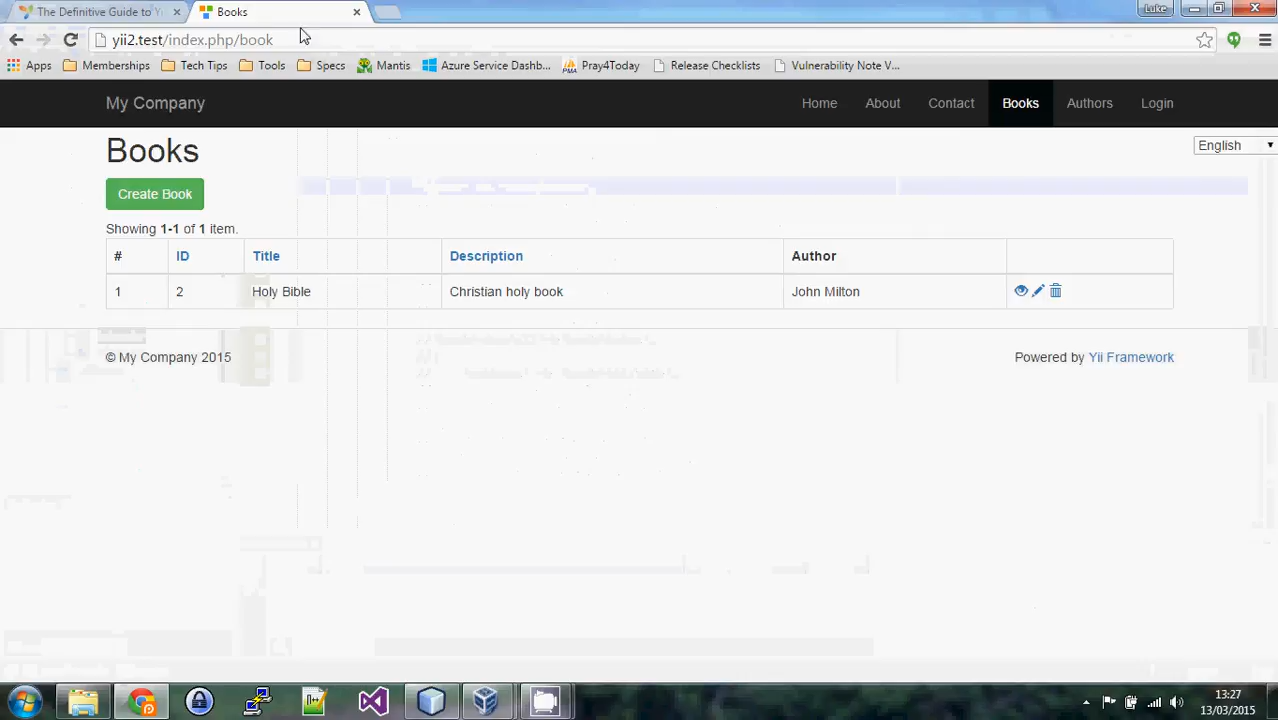 The Definitive Guide to Y
Books
Luke
yii2.test/index.php/book
Apps
Memberships
Tech Tips
Tools
Specs
Mantis
Azure Service Dashb...
Pray4Today
Release Checklists
Vulnerability Note V...
My Company
Home
About
Contact
Books
Authors
Login
Books
English
Create Book
Showing 1-1 of 1 item.
# ID Title Description Author
1 2 Holy Bible Christian holy book John Milton
© My Company 2015
Powered by Yii Framework
13:27
13/03/2015